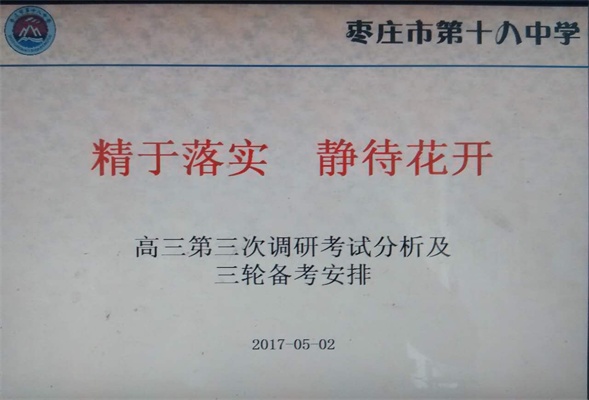 枣庄市第十八中学
精于落实 静待花开
高三第三次调研考试分析及
三轮备考安排
2017-05-02